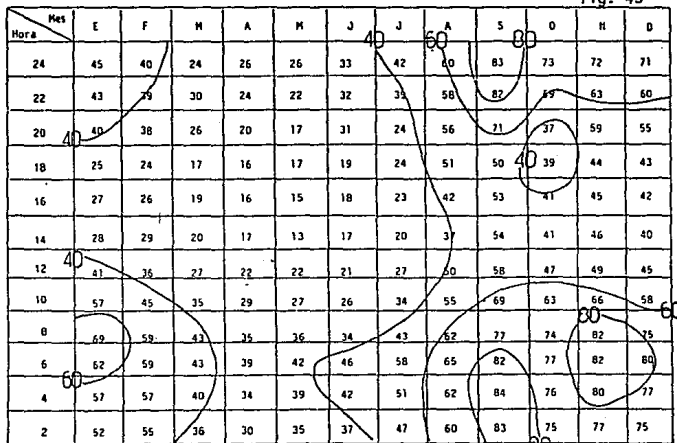 Fig. 43
Mes
Hora E F M A M J J A S O N D
40 60 80
24 45 40 24 26 26 33 42 60 83 73 72 71
22 43 39 30 24 22 32 35 58 82 69 63 60
20 40 38 26 20 17 31 24 56 71 37 59 55
40
18 25 24 17 16 17 19 24 51 50 40 39 44 43
16 27 26 19 16 15 18 23 42 53 41 45 42
14 28 29 20 17 13 17 20 37 54 41 46 40
40
12 41 36 27 22 22 21 27 50 58 47 49 45
10 57 45 35 29 27 26 34 55 69 63 66 58
80 60
8 69 59 43 35 36 34 43 62 77 74 82 75
6 62 59 43 39 42 46 58 65 82 77 82 80
60
4 57 57 40 34 39 42 51 62 84 76 80 77
2 52 55 36 30 35 37 47 60 83 75 77 75